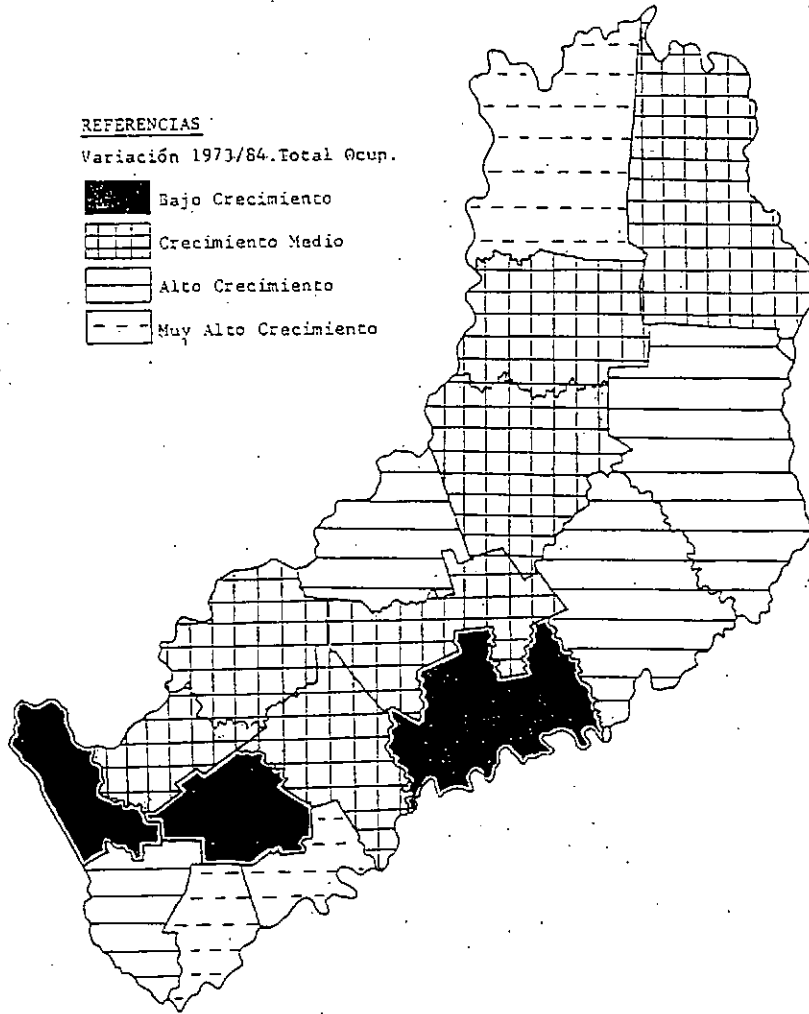 REFERENCIAS
Variación 1973/84.Total Ocup.
Bajo Crecimiento
Crecimiento Medio
Alto Crecimiento
Muy Alto Crecimiento